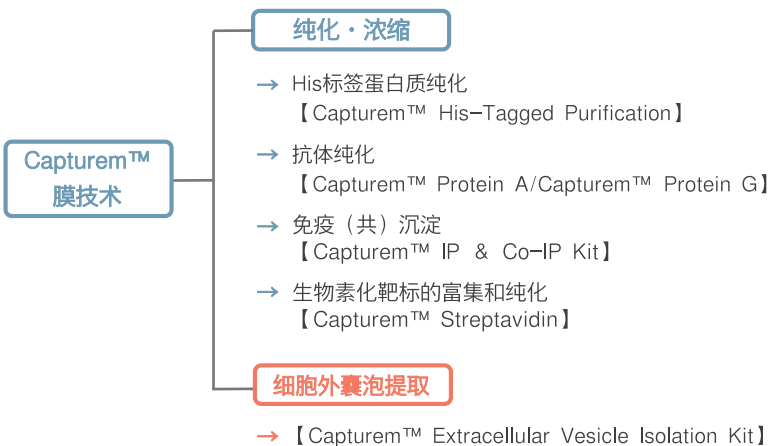 Capturem™
膜技术
纯化・浓缩
→ His标签蛋白质纯化
【Capturem™ His-Tagged Purification】
→ 抗体纯化
【Capturem™ Protein A/Capturem™ Protein G】
→ 免疫（共）沉淀
【Capturem™ IP & Co-IP Kit】
→ 生物素化靶标的富集和纯化
【Capturem™ Streptavidin】
细胞外囊泡提取
→ 【Capturem™ Extracellular Vesicle Isolation Kit】